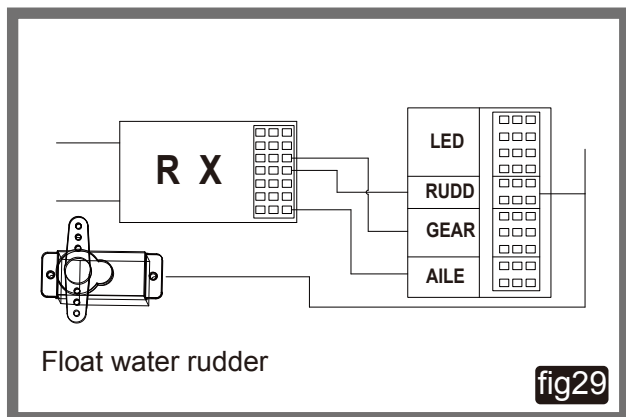 R X
LED
RUDD
GEAR
AILE
Float water rudder
fig29